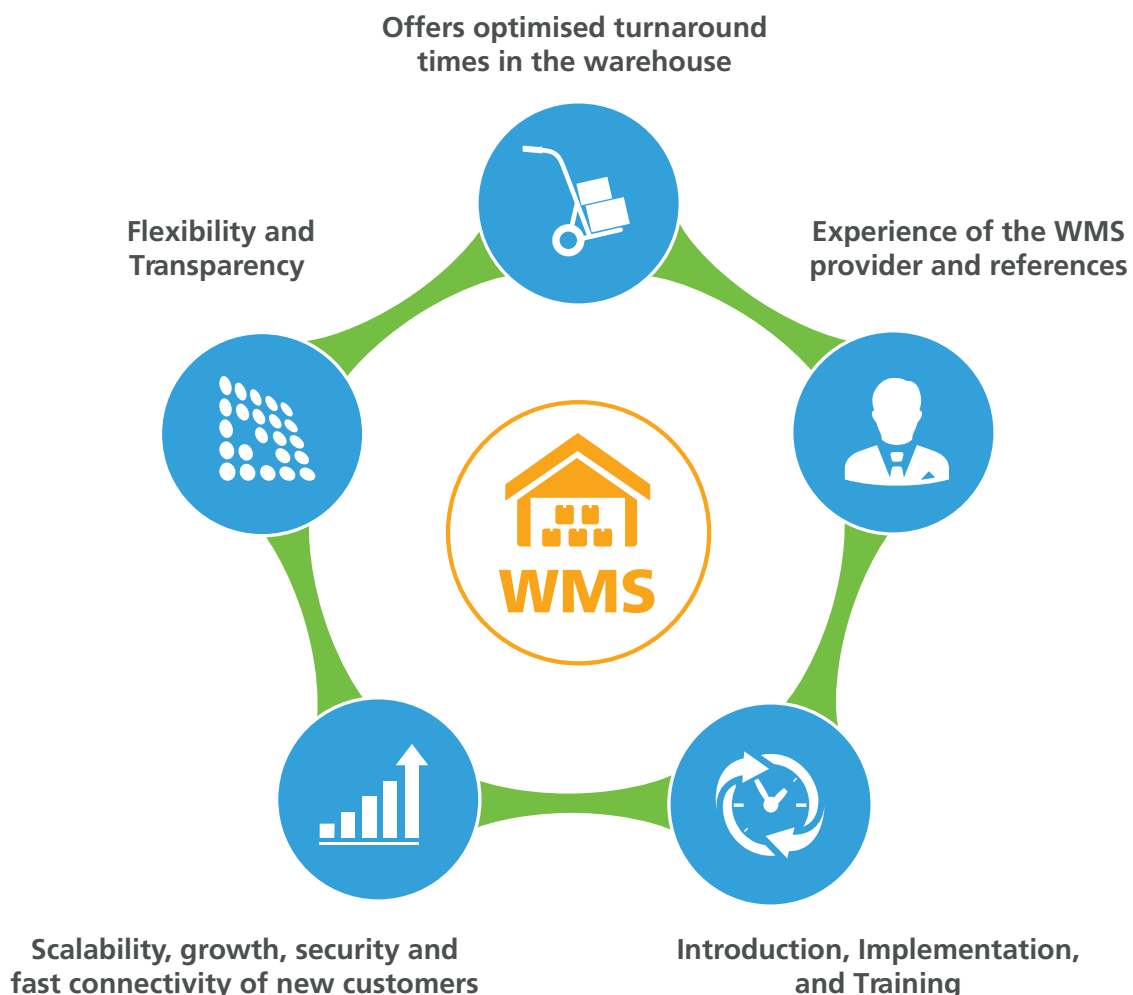 Offers optimised turnaround
times in the warehouse
Flexibility and
Transparency
Experience of the WMS
provider and references
WMS
Scalability, growth, security and
fast connectivity of new customers
Introduction, Implementation,
and Training